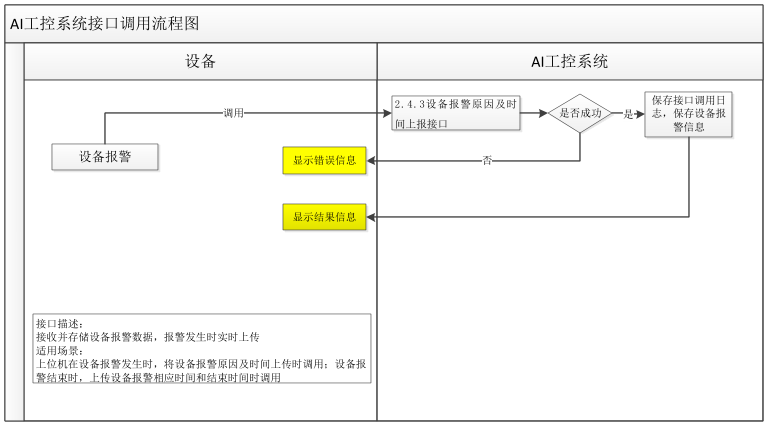 AI工控系统接口调用流程图
设备
AI工控系统
调用
2.4.3设备报警原因及时
间上报接口
是否成功
是
保存接口调用日
志，保存设备报
警信息
设备报警
显示错误信息
否
显示结果信息
接口描述：
接收并存储设备报警数据，报警发生时实时上传
适用场景：
上位机在设备报警发生时，将设备报警原因及时间上传时调用；设备报
警结束时，上传设备报警相应时间和结束时间时调用